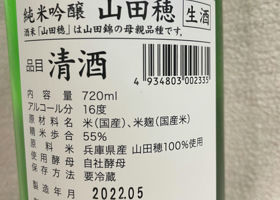 純米吟醸 山田穂 生酒
酒米「山田穂」は山田錦の母親品種です。
品目 清酒
4 934803 002335
内容量 720ml
アルコール分 16度
原材料名 米(国産)、米麹(国産米)
精米歩合 55%
原料米 兵庫県産 山田穂100%使用
使用酵母 自社酵母
保存方法 要冷蔵
製造年月 2022.05